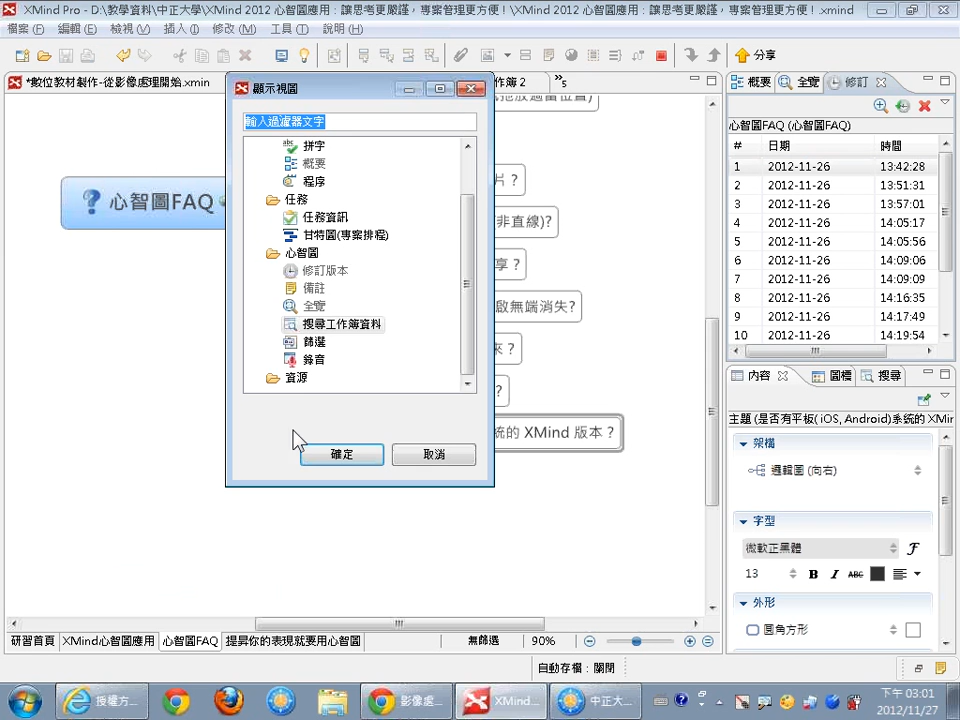 XMind Pro - D:\教學資料\中正大學\XMind 2012 心智圖應用：讓思考更嚴謹，專案管理更方便！\XMind 2012 心智圖應用：讓思考更嚴謹，專案管理更方便！.xmind
檔案(F) 編輯(E) 檢視(V) 插入(I) 修改(M) 工具(T) 說明(H)
分享
*數位教材製作-從影像處理開始.xmin
作簿 2
»5
概要 全覽 修訂
心智圖FAQ (心智圖FAQ)
# 日期 時間
1 2012-11-26 13:42:28
2 2012-11-26 13:51:31
3 2012-11-26 13:57:01
4 2012-11-26 14:05:17
5 2012-11-26 14:05:56
6 2012-11-26 14:09:06
7 2012-11-26 14:09:09
8 2012-11-26 14:16:35
9 2012-11-26 14:17:49
10 2012-11-26 14:19:54
心智圖FAQ
片？
非直線)?
享？
啟無端消失?
來？
?
統的 XMind 版本？
顯示視圖
輸入過濾器文字
拼字
概要
程序
任務
任務資訊
甘特圖(專案排程)
心智圖
修訂版本
備註
全覽
搜尋工作簿資料
篩選
錄音
資源
確定 取消
內容 圖標 搜尋
主題 (是否有平板( iOS, Android)系統的 XMir
架構
邏輯圖 (向右)
字型
微軟正黑體
13 B I ABC
外形
圓角方形
研習首頁 XMind心智圖應用 心智圖FAQ 提昇你的表現就要用心智圖
無篩選 90%
自動存檔：關閉
授權方...
影像處...
XMind...
中正大...
下午 03:01
2012/11/27